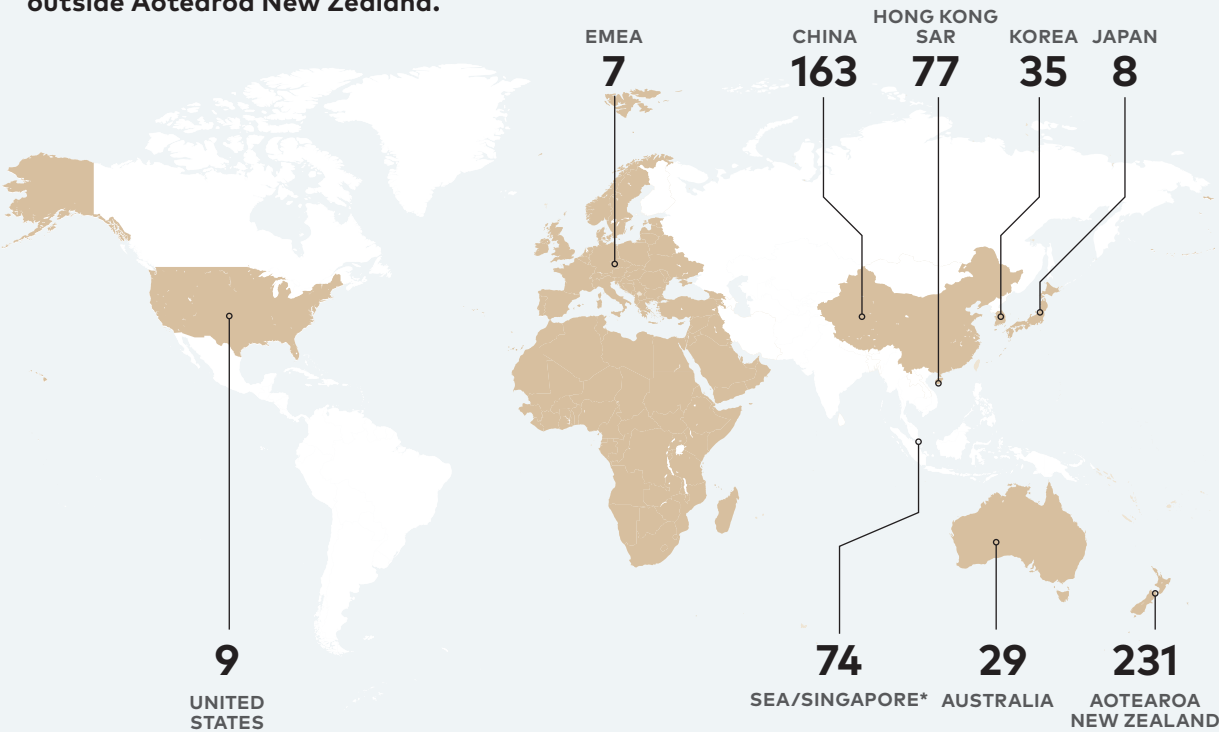 outside Aotearoa New Zealand.
EMEA
7
CHINA
163
HONG KONG
SAR
77
KOREA
35
JAPAN
8
9
UNITED
STATES
74
SEA/SINGAPORE*
29
AUSTRALIA
231
AOTEAROA
NEW ZEALAND